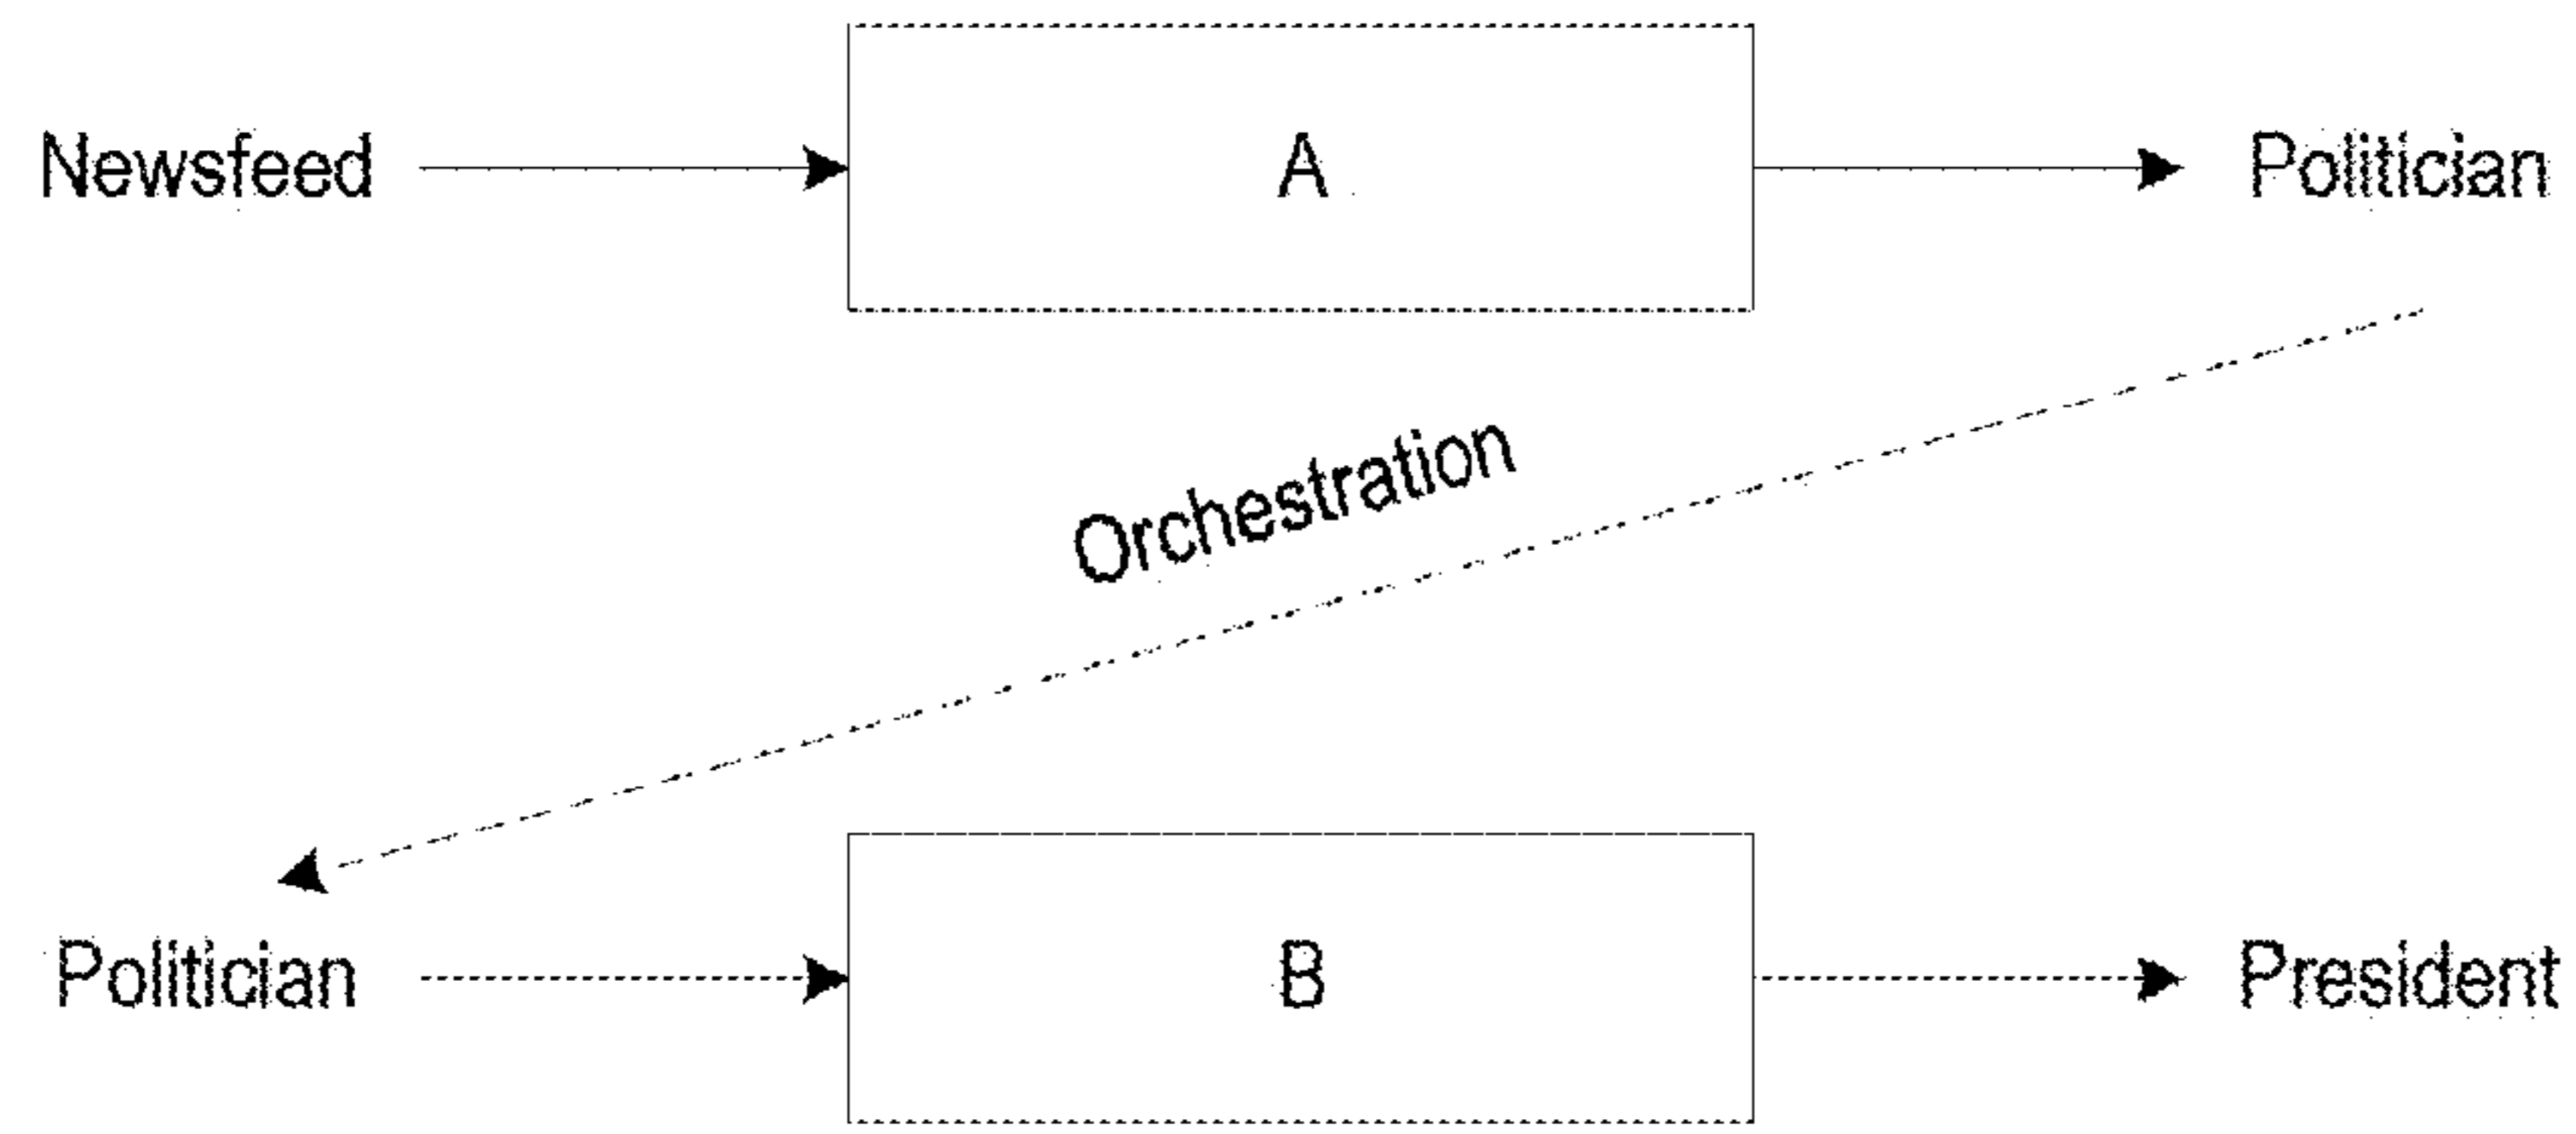 Newsfeed
A
Politician
Orchestration
Politician
B
President